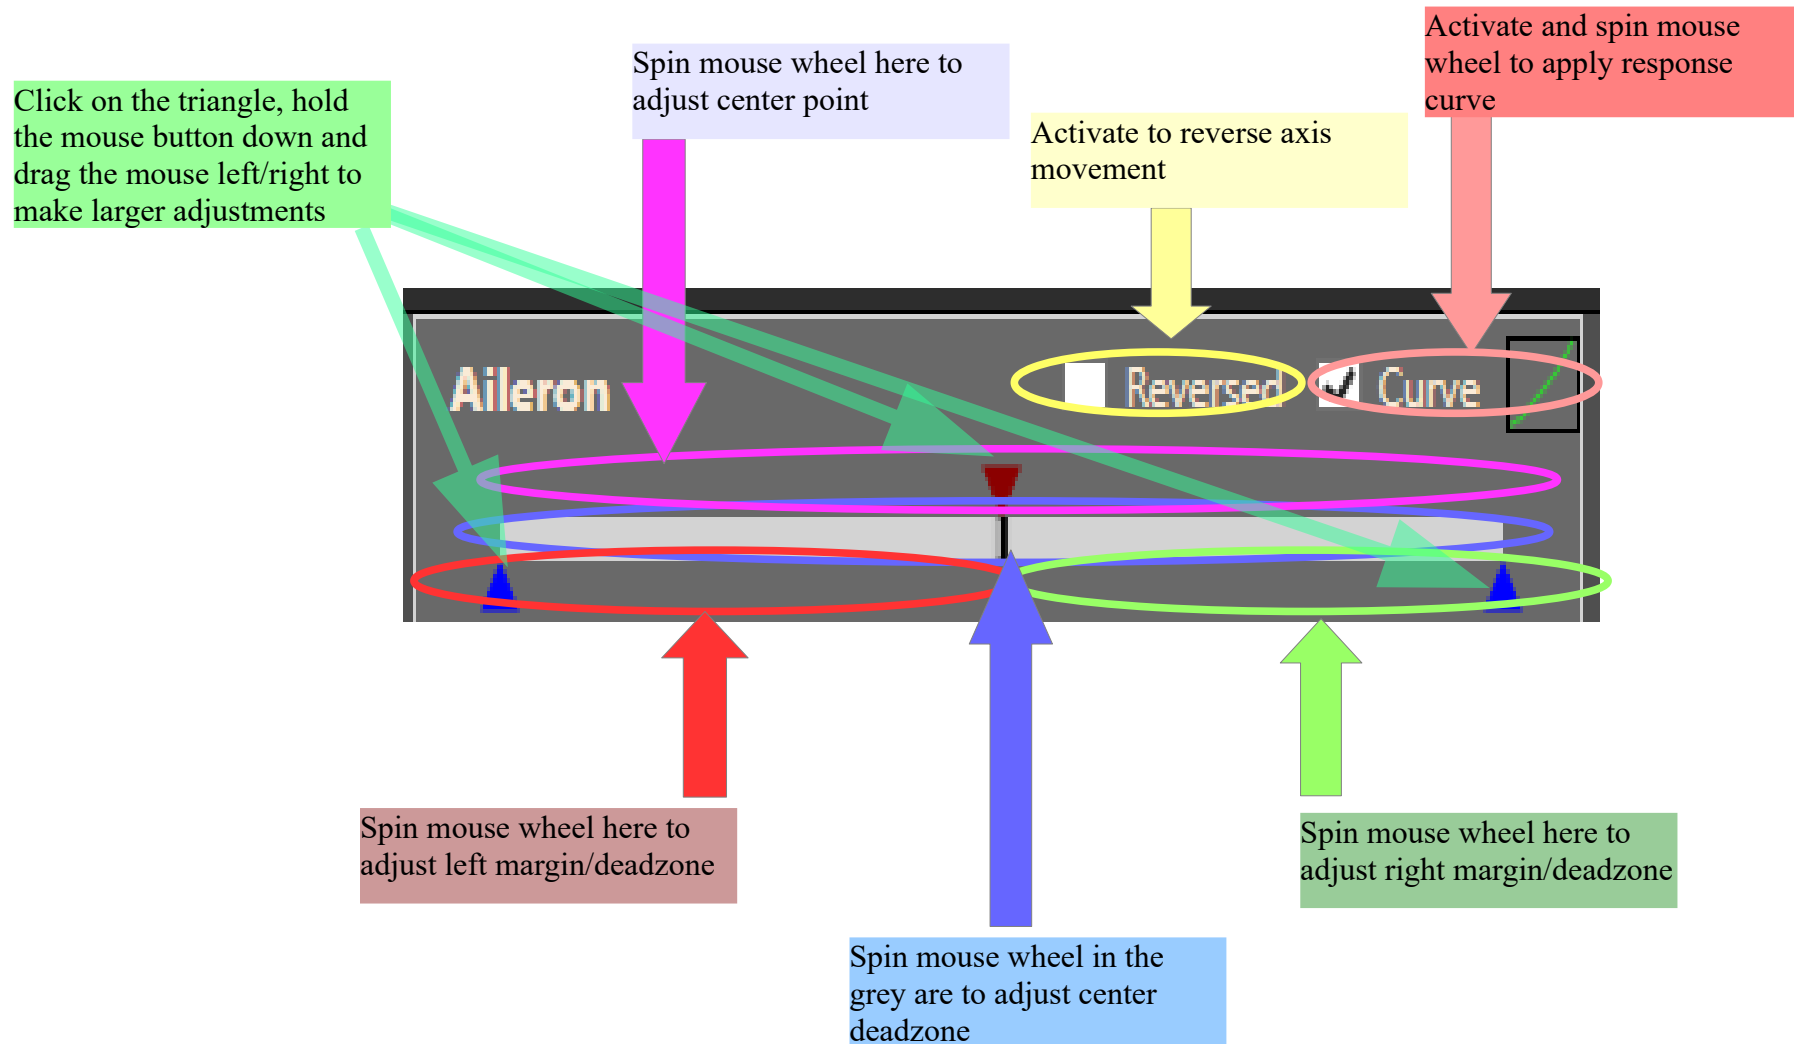 Activate and spin mouse
wheel to apply response
curve
Spin mouse wheel here to
adjust center point
Click on the triangle, hold
the mouse button down and
drag the mouse left/right to
make larger adjustments
Activate to reverse axis
movement
Aileron
Reversed
Curve
Spin mouse wheel here to
adjust left margin/deadzone
Spin mouse wheel here to
adjust right margin/deadzone
Spin mouse wheel in the
grey are to adjust center
deadzone